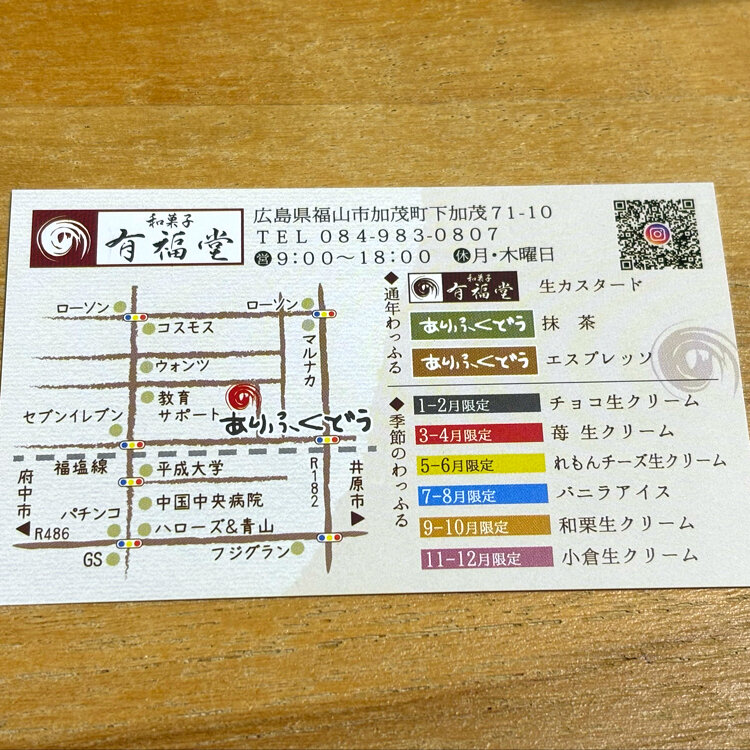 和菓子
有福堂
広島県福山市加茂町下加茂71-10
TEL 084-983-0807
営9:00〜18:00 休月・木曜日
ローソン
ローソン
コスモス
マルナカ
ウォンツ
教育
サポート
セブンイレブン
ありふくどう
福塩線
平成大学
府中市
R182
井原市
中国中央病院
パチンコ
R486
ハローズ&青山
GS
フジグラン
◆通年わっふる
和菓子
有福堂 生カスタード
ありふくどう 抹茶
ありふくどう エスプレッソ
◆季節のわっふる
1-2月限定 チョコ生クリーム
3-4月限定 苺 生クリーム
5-6月限定 れもんチーズ生クリーム
7-8月限定 バニラアイス
9-10月限定 和栗生クリーム
11-12月限定 小倉生クリーム